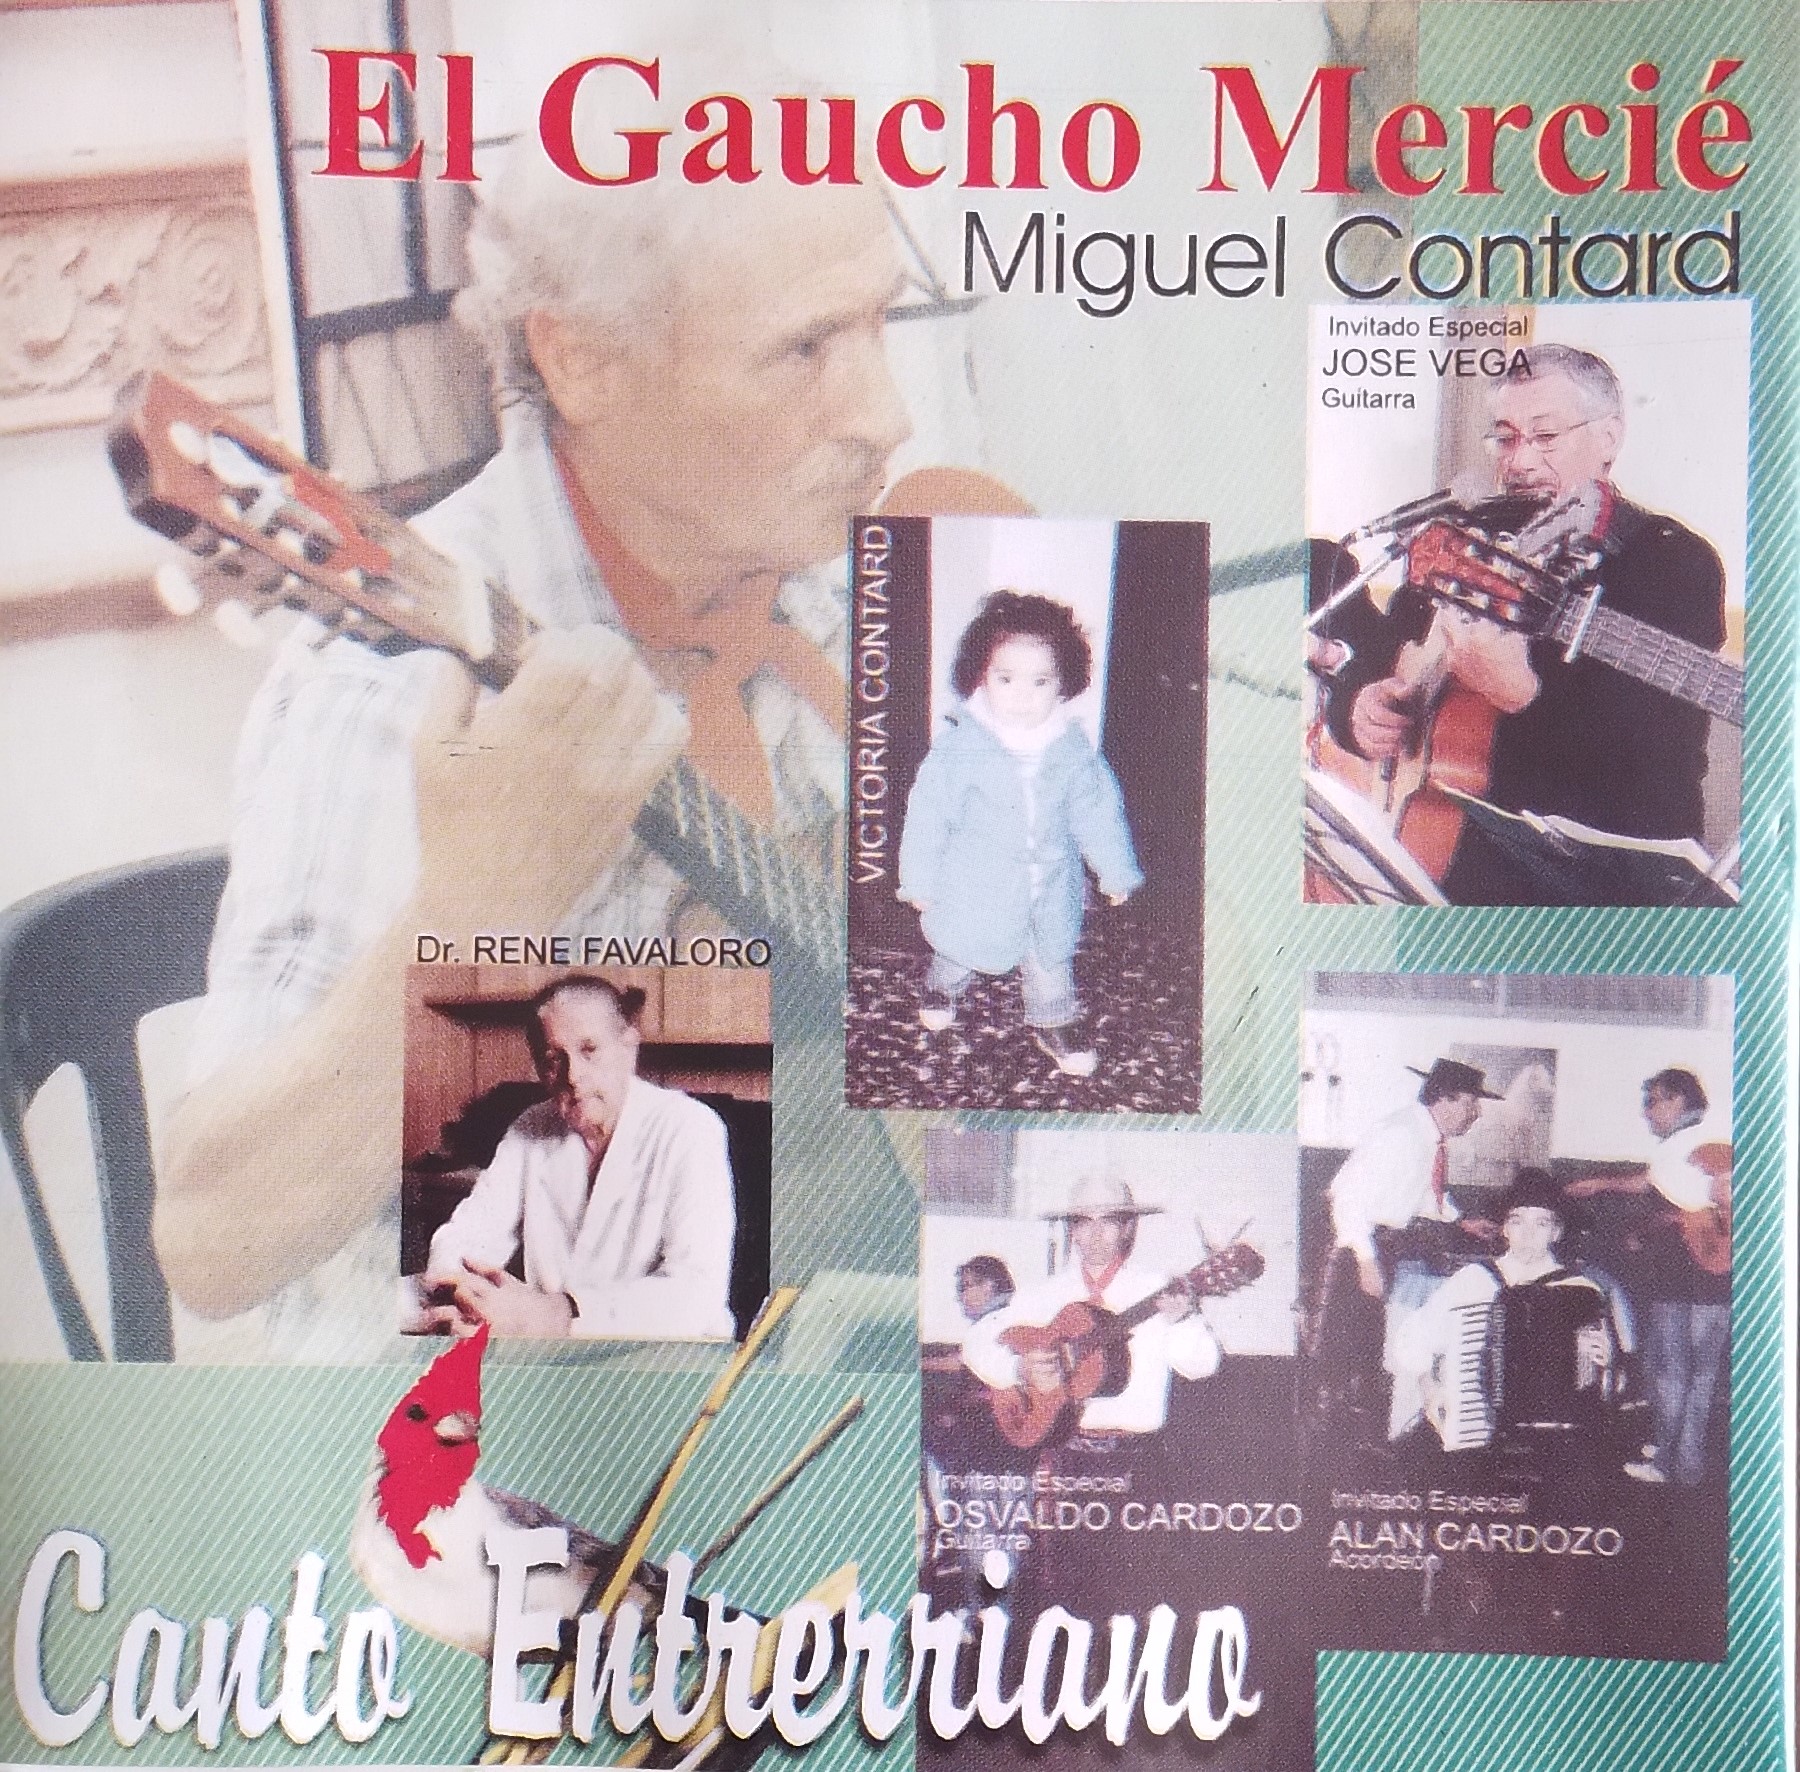 El Gaucho Mercié
Miguel Contard
Invitado Especial
JOSE VEGA
Guitarra
VICTORIA CONTARD
Dr. RENE FAVALORO
Invitado Especial
OSVALDO CARDOZO
Guitarra
Invitado Especial
ALAN CARDOZO
Acordeón
Canto Entrerriano